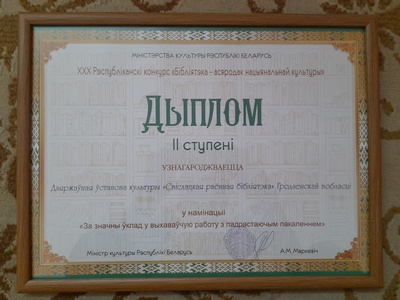 МІНІСТЭРСТВА КУЛЬТУРЫ РЭСПУБЛІКІ БЕЛАРУСЬ
XXX Рэспубліканскі конкурс «Бібліятэка – асяродак нацыянальнай культуры»
ДЫПЛОМ
II ступені
УЗНАГАРОДЖВАЕЦЦА
Дзяржаўная ўстанова культуры «Свіслацкая раённая бібліятэка» Гродзенскай вобласці
у намінацыі
«За значны ўклад у выхаваўчую работу з падрастаючым пакаленнем»
Міністр культуры Рэспублікі Беларусь А.М. Маркевіч